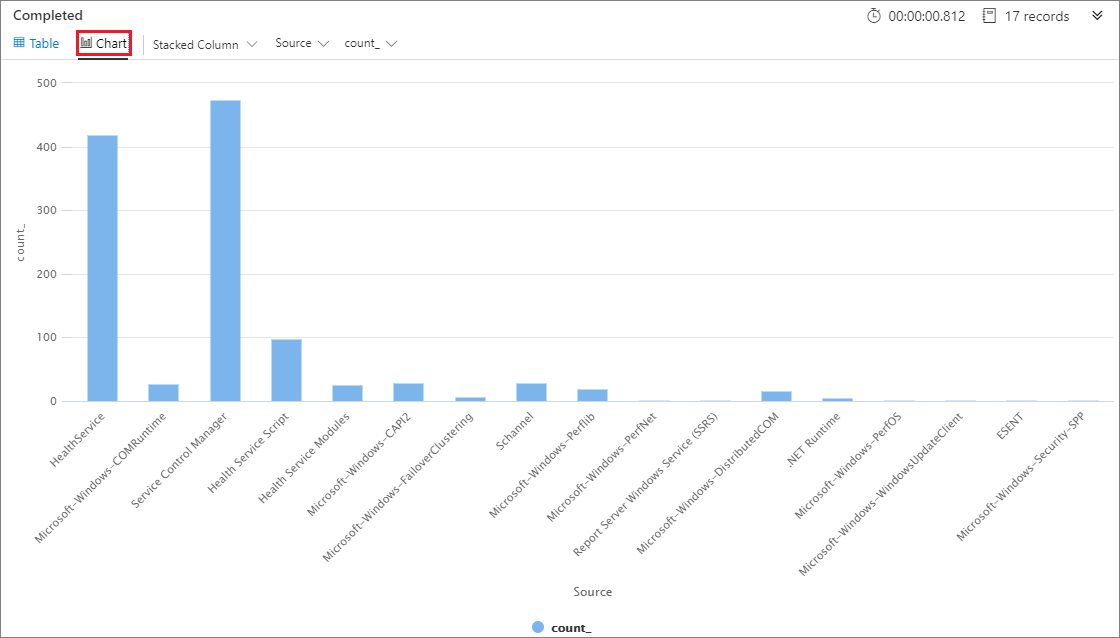 Completed
00:00:00.812
17 records
Table
Chart
Stacked Column
Source
count_
500
400
300
200
100
0
count_
HealthService
Microsoft-Windows-COMRuntime
Service Control Manager
Health Service Script
Health Service Modules
Microsoft-Windows-CAPI2
Microsoft-Windows-FailoverClustering
Schannel
Microsoft-Windows-Perflib
Microsoft-Windows-PerfNet
Report Server Windows Service (SSRS)
Microsoft-Windows-DistributedCOM
.NET Runtime
Microsoft-Windows-PerfOS
Microsoft-Windows-WindowsUpdateClient
ESENT
Microsoft-Windows-Security-SPP
Source
count_